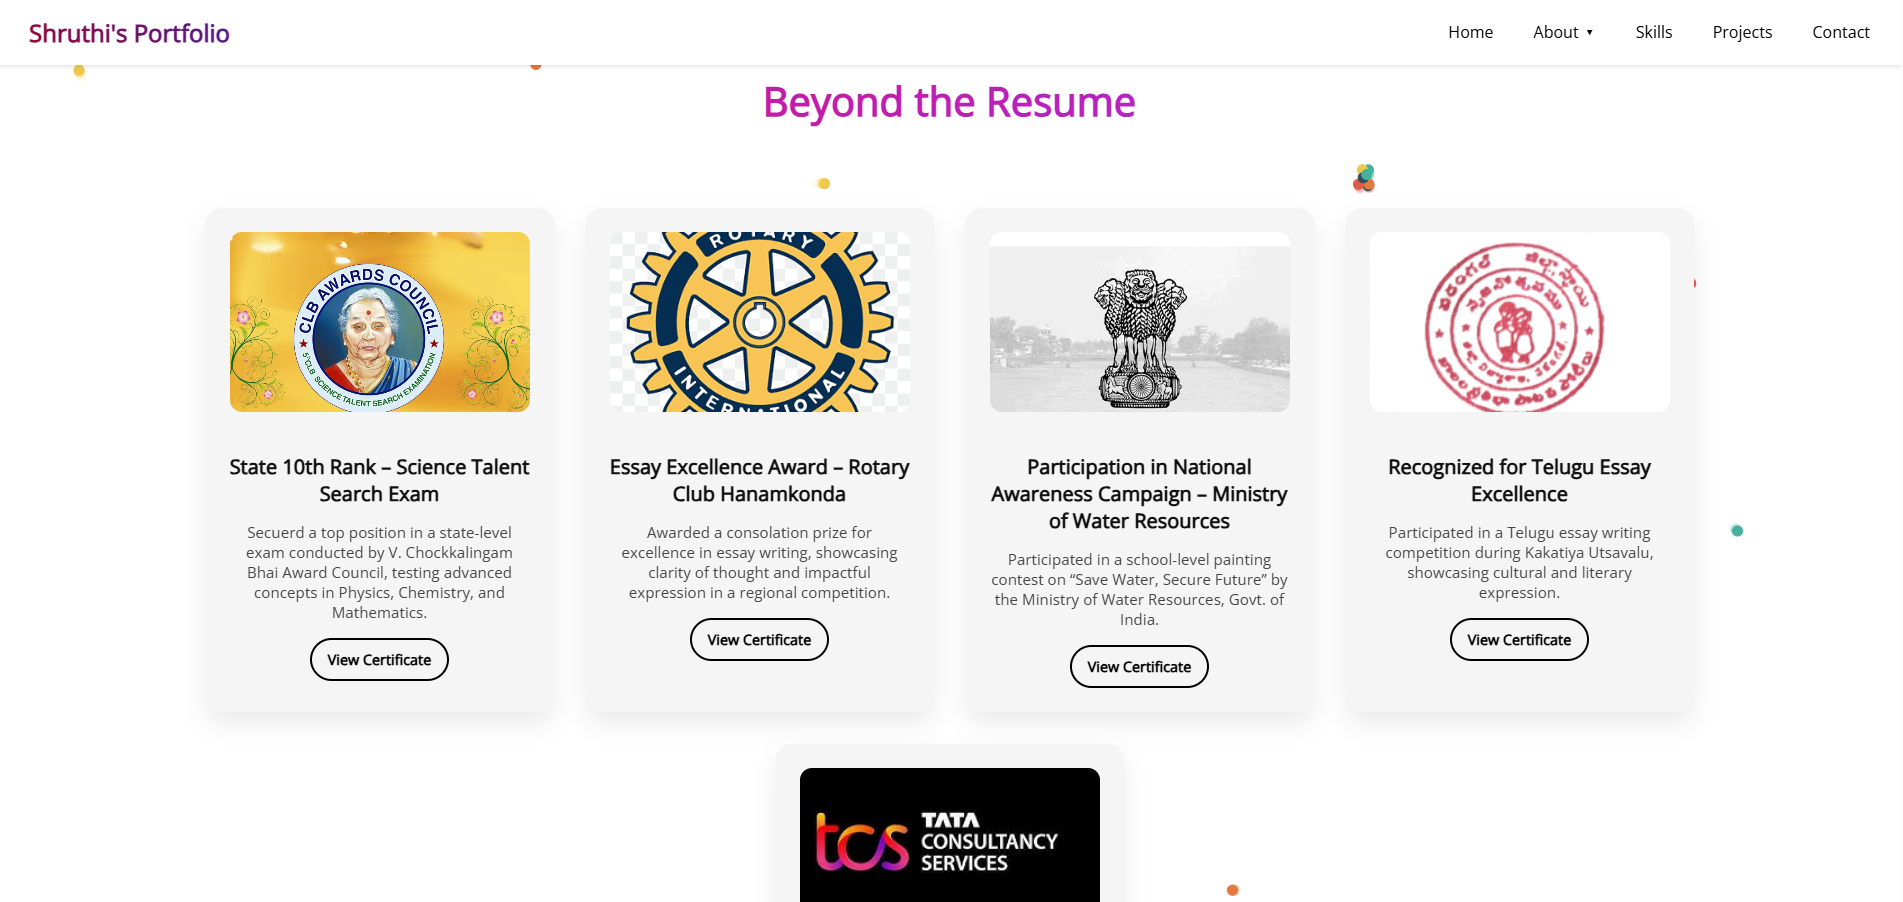 Shruthi's Portfolio
Home
About ▼
Skills
Projects
Contact
Beyond the Resume
CLB AWARDS COUNCIL
5th CLB SCIENCE TALENT SEARCH EXAMINATION
State 10th Rank – Science Talent
Search Exam
Secuerd a top position in a state-level
exam conducted by V. Chockkalingam
Bhai Award Council, testing advanced
concepts in Physics, Chemistry, and
Mathematics.
View Certificate
ROTARY
INTERNATIONAL
Essay Excellence Award – Rotary
Club Hanamkonda
Awarded a consolation prize for
excellence in essay writing, showcasing
clarity of thought and impactful
expression in a regional competition.
View Certificate
Participation in National
Awareness Campaign – Ministry
of Water Resources
Participated in a school-level painting
contest on “Save Water, Secure Future” by
the Ministry of Water Resources, Govt. of
India.
View Certificate
Recognized for Telugu Essay
Excellence
Participated in a Telugu essay writing
competition during Kakatiya Utsavalu,
showcasing cultural and literary
expression.
View Certificate
tcs TATA
CONSULTANCY
SERVICES